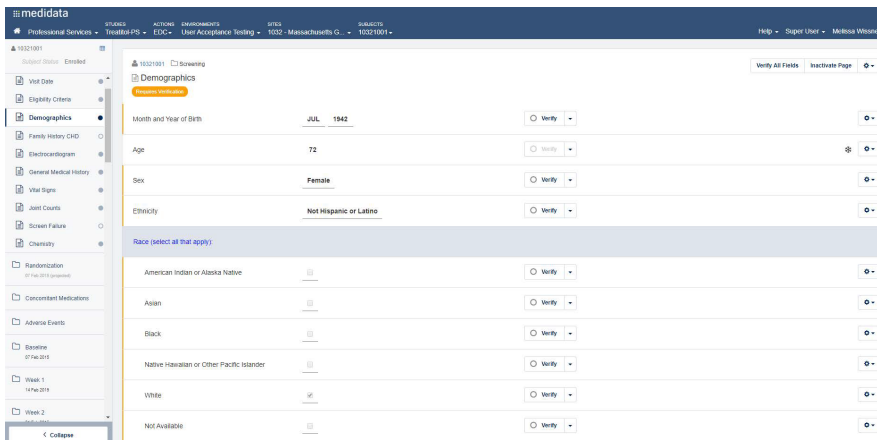 medidata
STUDIES ACTIONS ENVIRONMENTS SITES SUBJECTS
Professional Services Treatitol-PS EDC User Acceptance Testing 1032 - Massachusetts G... 10321001 Help Super User Melissa Wissne
10321001
Subject Status Enrolled
Visit Date
Eligibility Criteria
Demographics
Family History CHD
Electrocardiogram
General Medical History
Vital Signs
Joint Counts
Screen Failure
Chemistry
Randomization
07 Feb 2015 (proposed)
Concomitant Medications
Adverse Events
Baseline
07 Feb 2015
Week 1
14 Feb 2015
Week 2
Collapse
10321001 Screening
Demographics
Requires Verification
Verify All Fields Inactivate Page
Month and Year of Birth JUL 1942 Verify
Age 72 Verify
Sex Female Verify
Ethnicity Not Hispanic or Latino Verify
Race (select all that apply):
American Indian or Alaska Native Verify
Asian Verify
Black Verify
Native Hawaiian or Other Pacific Islander Verify
White Verify
Not Available Verify